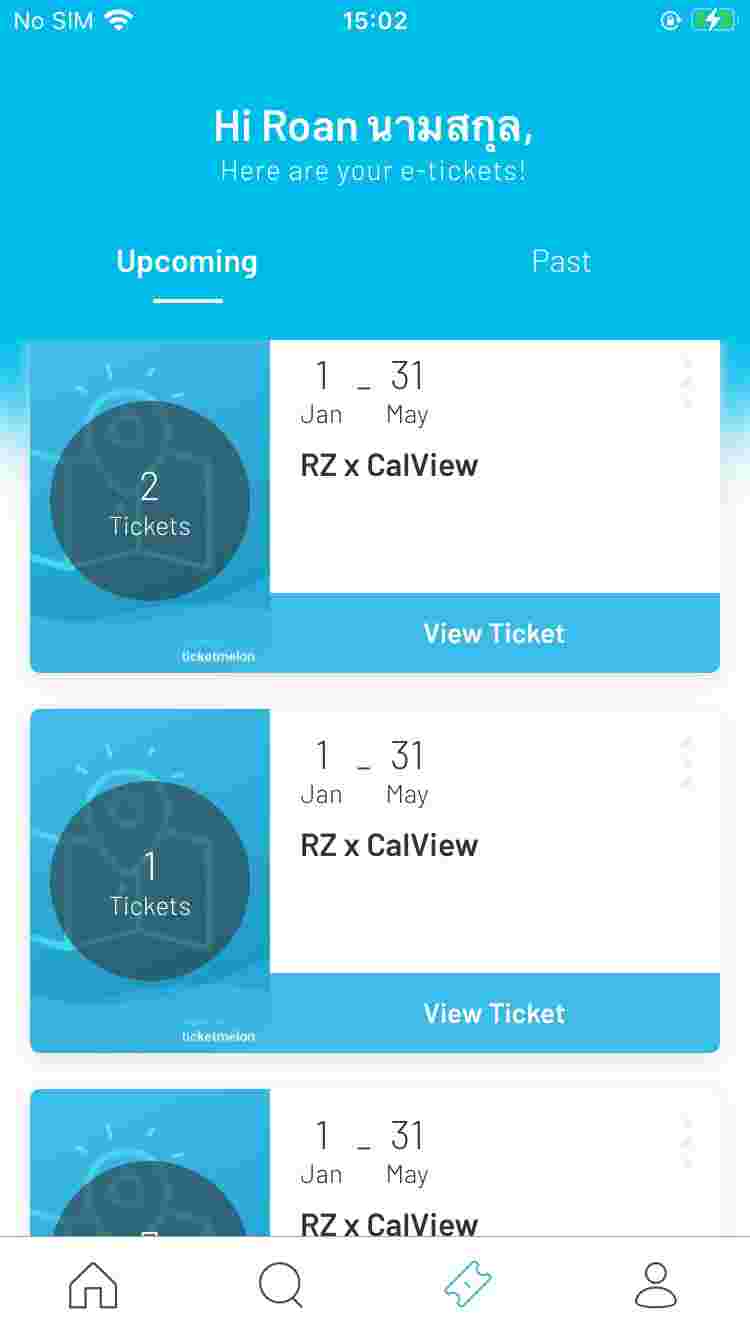 No SIM 15:02
Hi Roan นามสกุล,
Here are your e-tickets!
Upcoming Past
1 – 31
Jan May
RZ x CalView
2
Tickets
View Ticket
ticketmelon
1 – 31
Jan May
RZ x CalView
1
Tickets
View Ticket
ticketmelon
1 – 31
Jan May
RZ x CalView